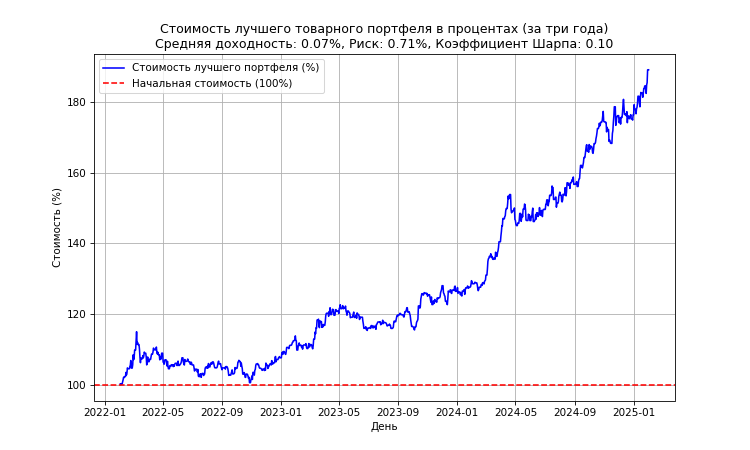 Стоимость лучшего товарного портфеля в процентах (за три года)
Средняя доходность: 0.07%, Риск: 0.71%, Коэффициент Шарпа: 0.10
Стоимость лучшего портфеля (%)
Начальная стоимость (100%)
Стоимость (%)
180
160
140
120
100
2022-01 2022-05 2022-09 2023-01 2023-05 2023-09 2024-01 2024-05 2024-09 2025-01
День